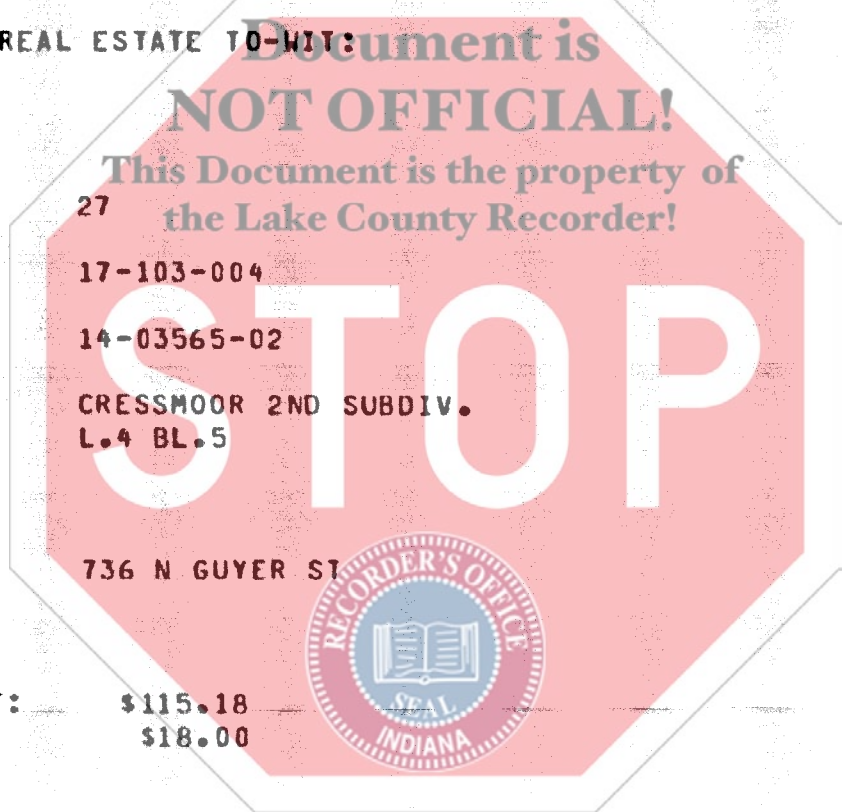 REAL ESTATE TO-WIT:
Document is
NOT OFFICIAL!
This Document is the property of
the Lake County Recorder!
27
17-103-004
14-03565-02
STOP
CRESSMOOR 2ND SUBDIV.
L.4 BL.5
736 N GUYER ST
RECORDER'S OFFICE
SEAL
INDIANA
: $115.18
$18.00